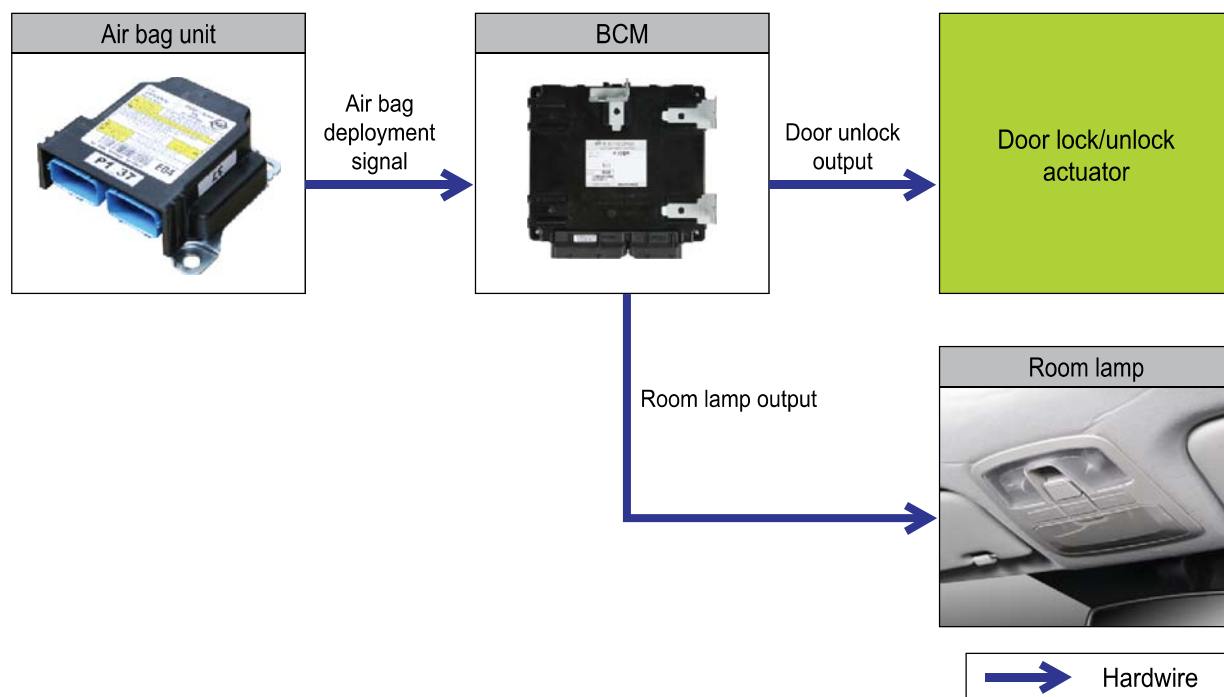 Air bag unit
BCM
Air bag
deployment
signal
Door unlock
output
Door lock/unlock
actuator
P1 37
E04
Room lamp output
Room lamp
Hardwire